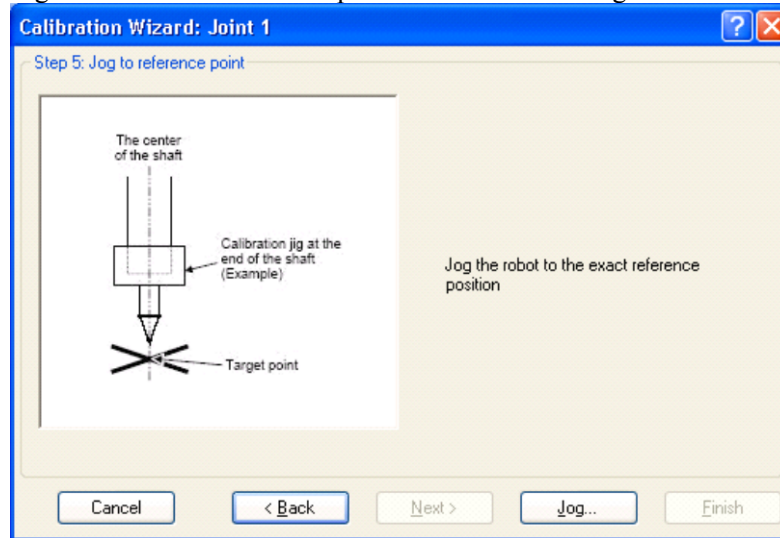 Calibration Wizard: Joint 1
Step 5: Jog to reference point
The center
of the shaft
Calibration jig at the
end of the shaft
(Example)
Target point
Jog the robot to the exact reference
position
Cancel
< Back
Next >
Jog...
Finish